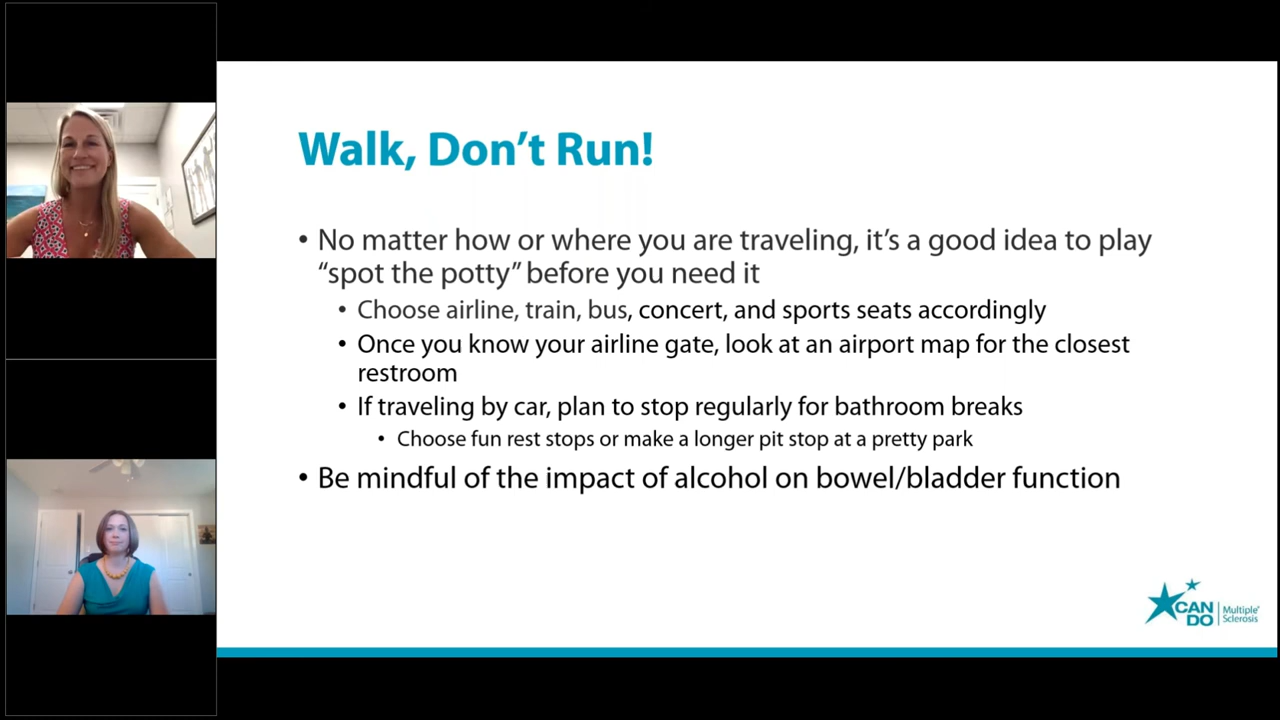 Walk, Don’t Run!
• No matter how or where you are traveling, it’s a good idea to play
“spot the potty” before you need it
• Choose airline, train, bus, concert, and sports seats accordingly
• Once you know your airline gate, look at an airport map for the closest
restroom
• If traveling by car, plan to stop regularly for bathroom breaks
• Choose fun rest stops or make a longer pit stop at a pretty park
• Be mindful of the impact of alcohol on bowel/bladder function
CAN DO | Multiple®
Sclerosis